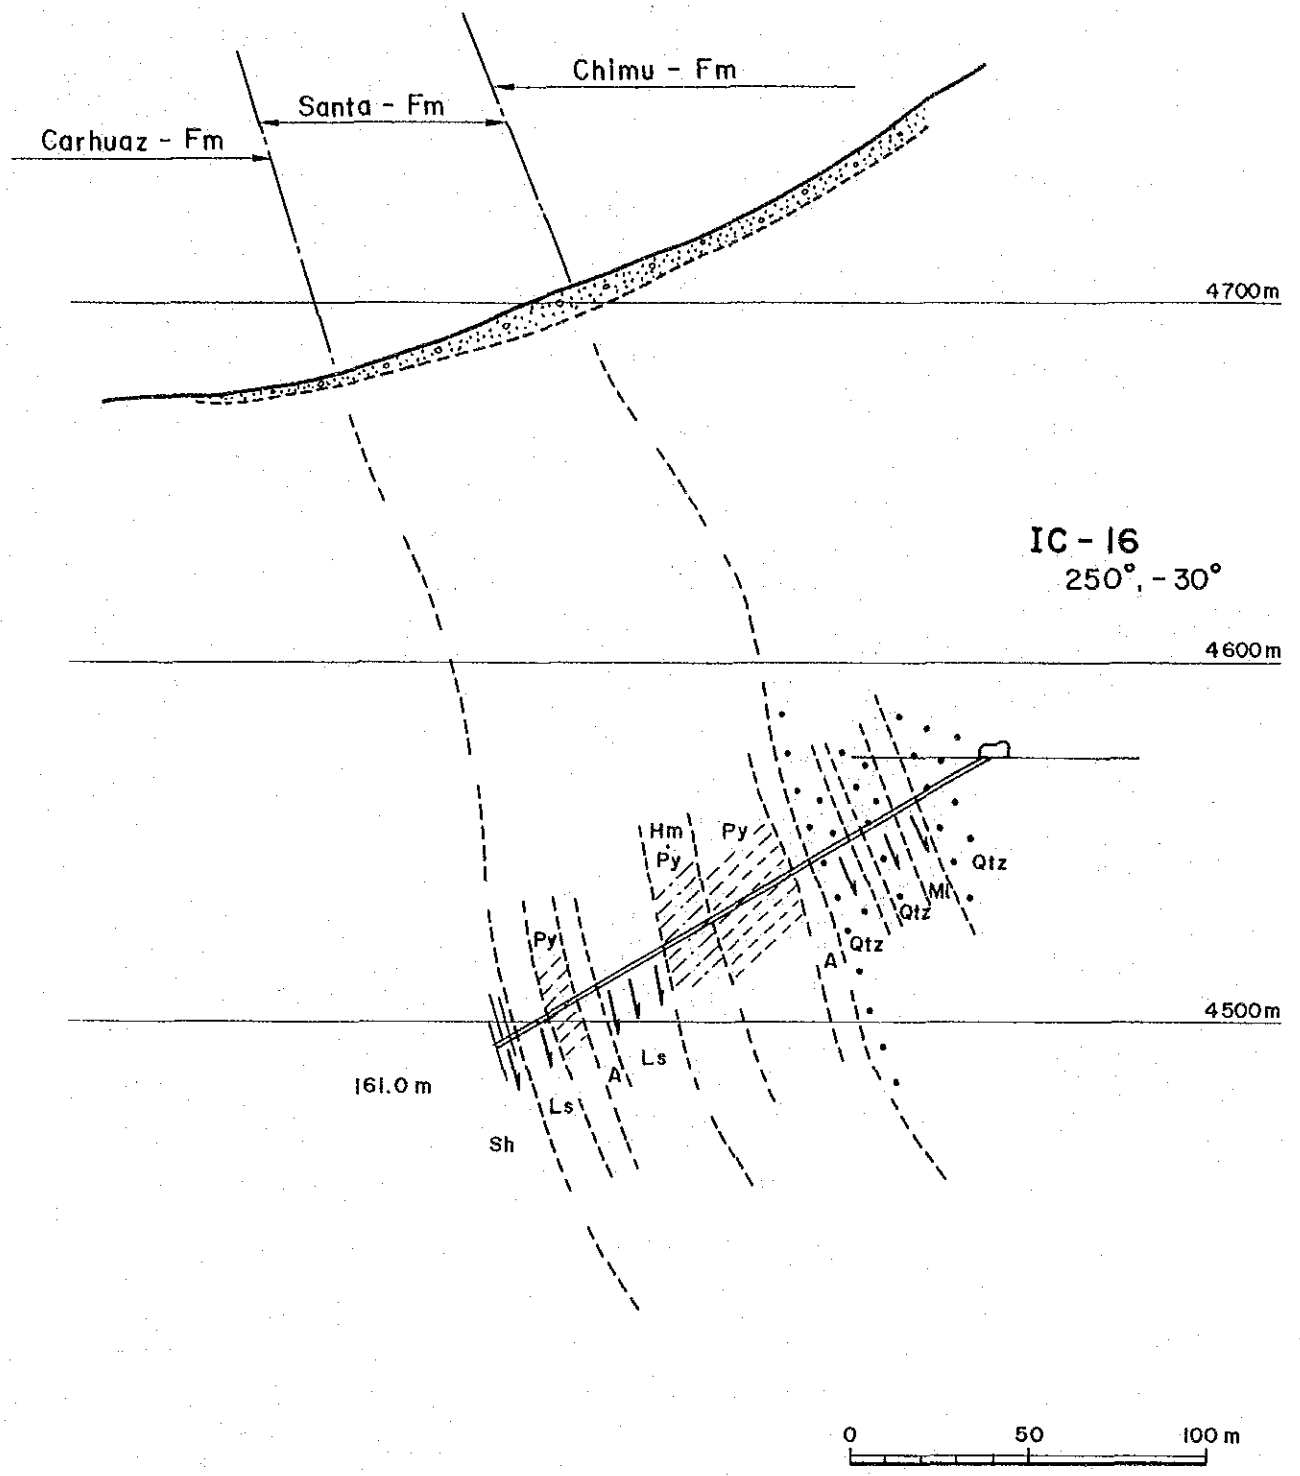 Chimu - Fm
Santa - Fm
Carhuaz - Fm
4700m
IC - 16
250°, -30°
4600m
Hm
Py
Py
Qtz
Ml
Qtz
Py
Qtz
A
4500m
Ls
A
161.0 m
Ls
Sh
0 50 100 m